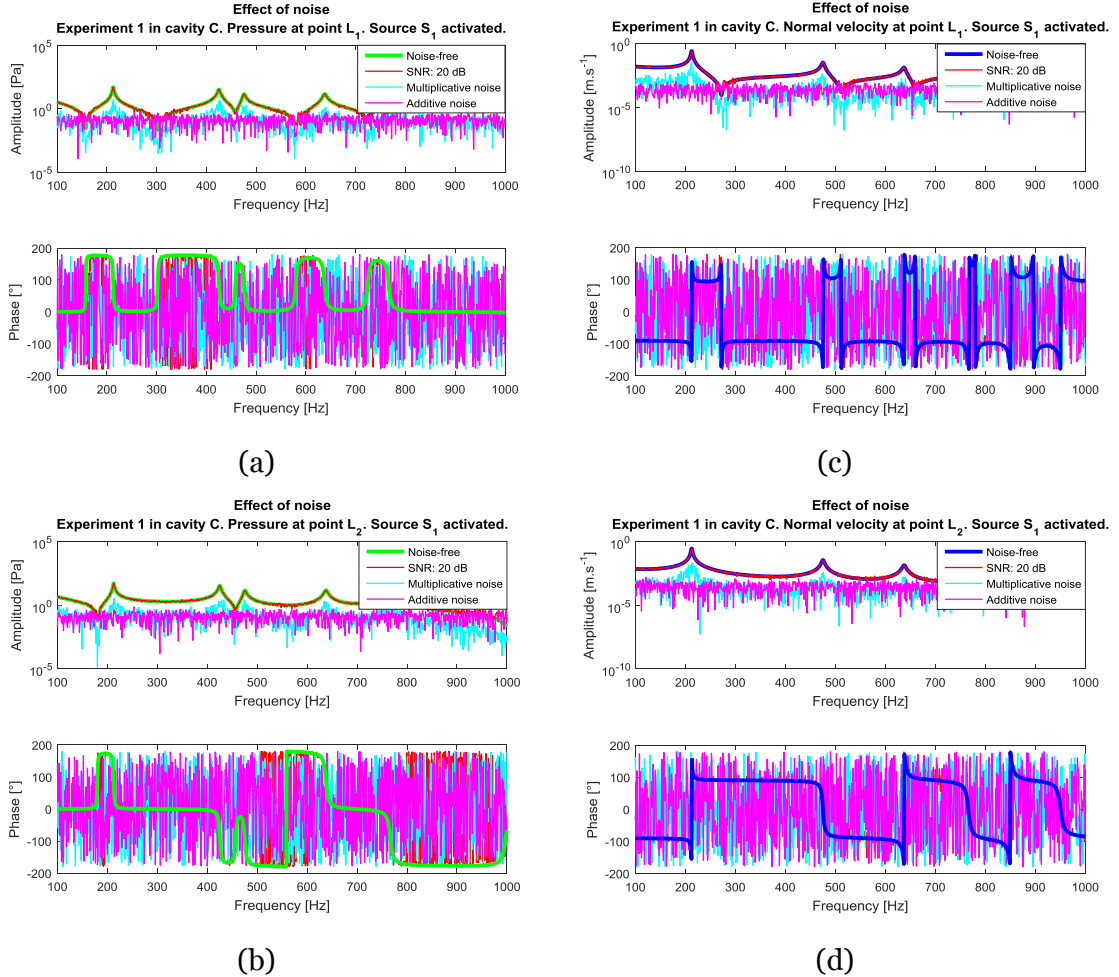 Effect of noise
Experiment 1 in cavity C. Pressure at point L1. Source S1 activated.
Amplitude [Pa]
10^5
10^0
10^-5
Noise-free
SNR: 20 dB
Multiplicative noise
Additive noise
100 200 300 400 500 600 700 800 900 1000
Frequency [Hz]
Phase [°]
200
100
0
-100
-200
100 200 300 400 500 600 700 800 900 1000
Frequency [Hz]
(a)
Effect of noise
Experiment 1 in cavity C. Normal velocity at point L1. Source S1 activated.
Amplitude [m.s^-1]
10^0
10^-5
10^-10
Noise-free
SNR: 20 dB
Multiplicative noise
Additive noise
100 200 300 400 500 600 700 800 900 1000
Frequency [Hz]
Phase [°]
200
100
0
-100
-200
100 200 300 400 500 600 700 800 900 1000
Frequency [Hz]
(c)
Effect of noise
Experiment 1 in cavity C. Pressure at point L2. Source S1 activated.
Amplitude [Pa]
10^5
10^0
10^-5
Noise-free
SNR: 20 dB
Multiplicative noise
Additive noise
100 200 300 400 500 600 700 800 900 1000
Frequency [Hz]
Phase [°]
200
100
0
-100
-200
100 200 300 400 500 600 700 800 900 1000
Frequency [Hz]
(b)
Effect of noise
Experiment 1 in cavity C. Normal velocity at point L2. Source S1 activated.
Amplitude [m.s^-1]
10^0
10^-5
10^-10
Noise-free
SNR: 20 dB
Multiplicative noise
Additive noise
100 200 300 400 500 600 700 800 900 1000
Frequency [Hz]
Phase [°]
200
100
0
-100
-200
100 200 300 400 500 600 700 800 900 1000
Frequency [Hz]
(d)